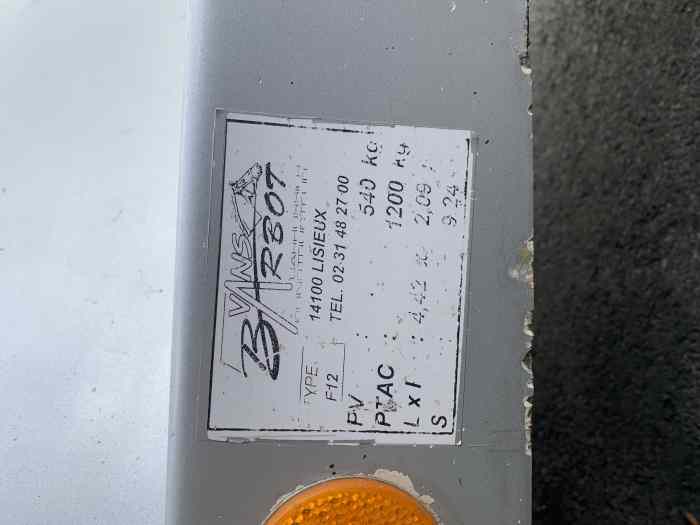 VANS
BARBOT
14100 LISIEUX
TEL. 02 31 48 27 00
TYPE
F12
PV : 540 kg
PTAC : 1200 kg
L x l : 4,42 x 2,09
S 9.24